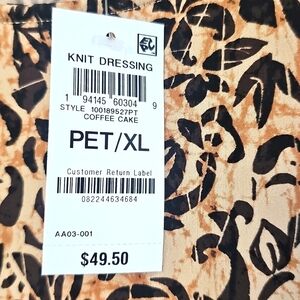 KNIT DRESSING
1 94145 60304 9
STYLE 100189527PT
COFFEE CAKE
PET/XL
Customer Return Label
082244634684
AA03-001
$49.50